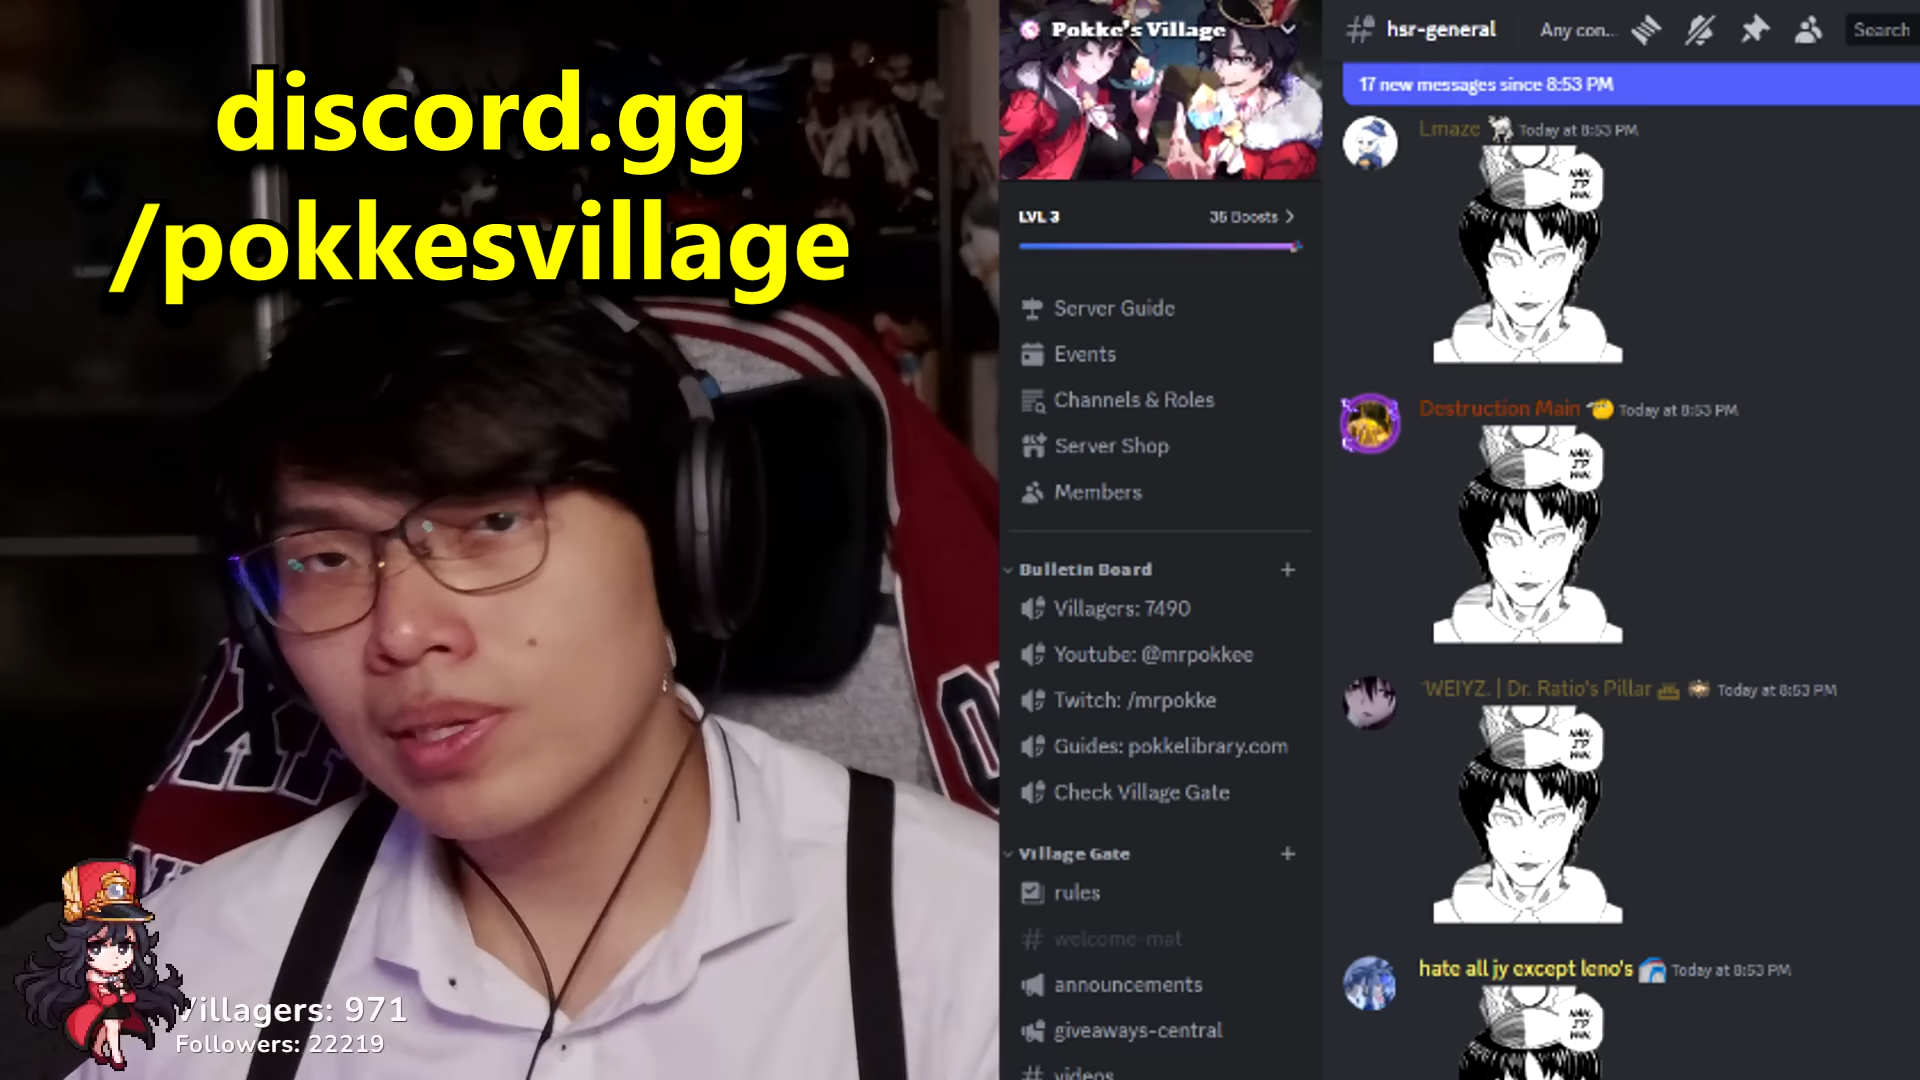 discord.gg
/pokkesvillage
Villagers: 971
Followers: 22219
Pokke's Village
LVL 3
35 Boosts
Server Guide
Events
Channels & Roles
Server Shop
Members
Bulletin Board
Villagers: 7490
Youtube: @mrpokkee
Twitch: /mrpokke
Guides: pokkelibrary.com
Check Village Gate
Village Gate
rules
welcome-mat
announcements
giveaways-central
videos
hsr-general
Any con...
Search
17 new messages since 8:53 PM
Lmaze Today at 8:53 PM
Destruction Main Today at 8:53 PM
WEIYZ. | Dr. Ratio's Pillar Today at 8:53 PM
hate all jy except leno's Today at 8:53 PM